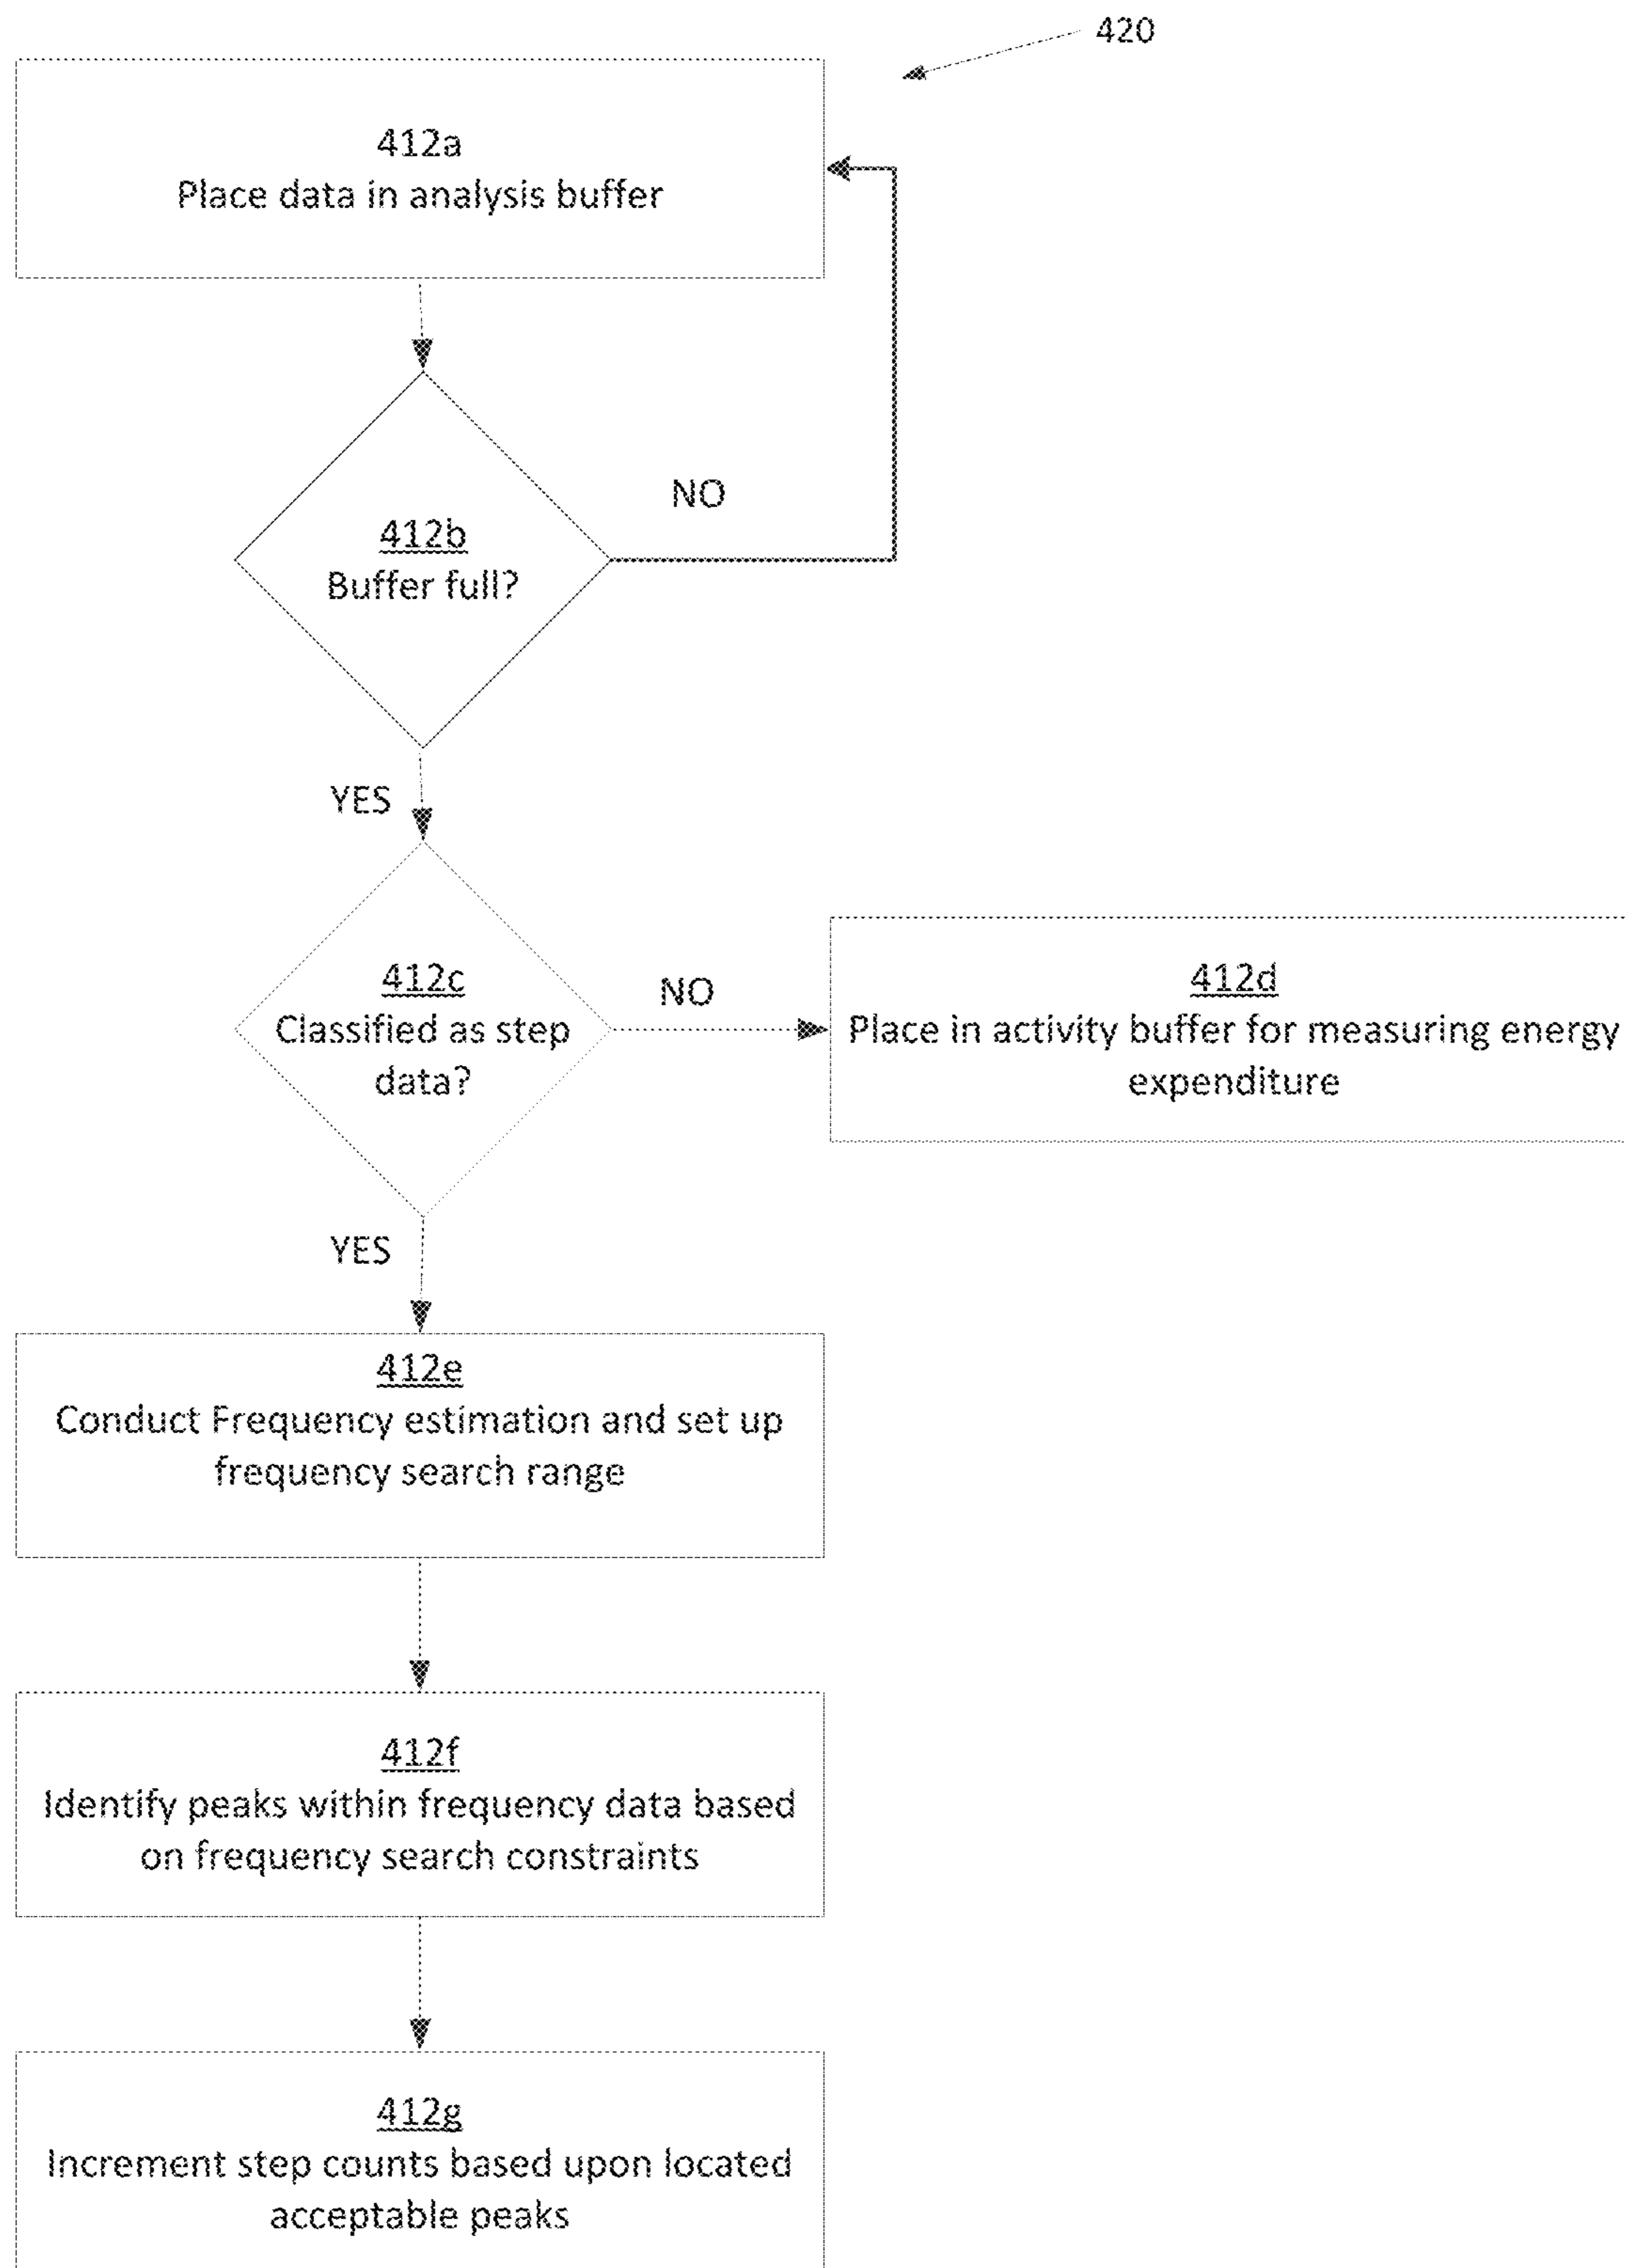 420
412a
Place data in analysis buffer
NO
412b
Buffer full?
YES
412c
Classified as step
data?
NO
412d
Place in activity buffer for measuring energy
expenditure
YES
412e
Conduct Frequency estimation and set up
frequency search range
412f
Identify peaks within frequency data based
on frequency search constraints
412g
Increment step counts based upon located
acceptable peaks